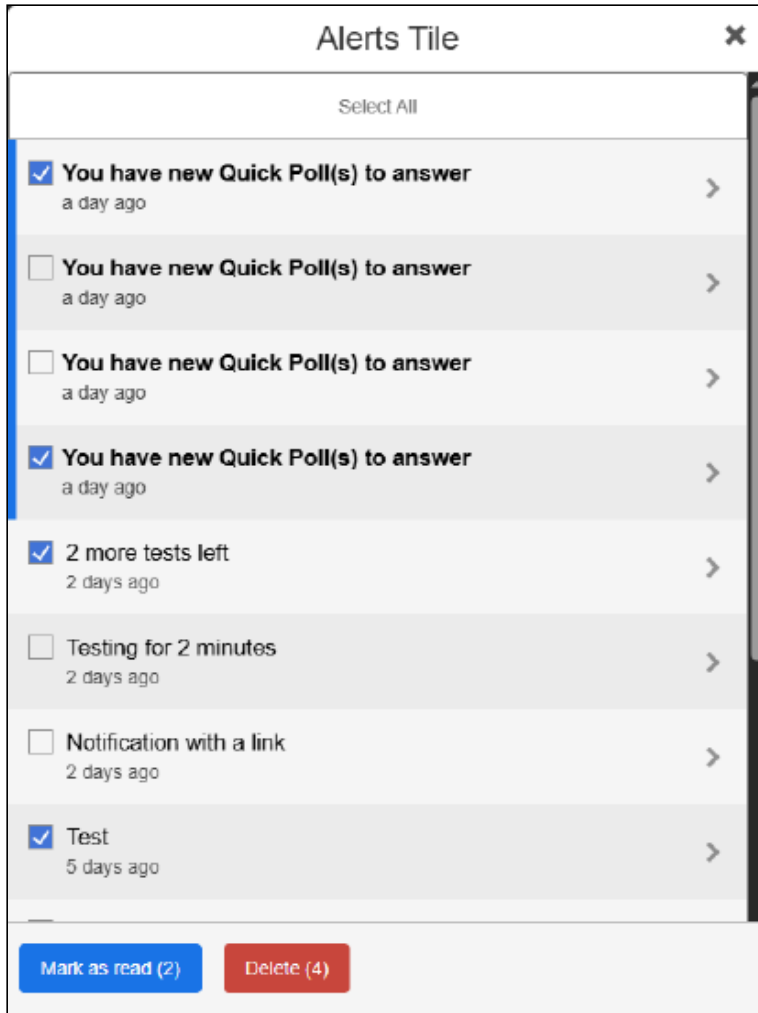 Alerts Tile
Select All
You have new Quick Poll(s) to answer
a day ago
You have new Quick Poll(s) to answer
a day ago
You have new Quick Poll(s) to answer
a day ago
You have new Quick Poll(s) to answer
a day ago
2 more tests left
2 days ago
Testing for 2 minutes
2 days ago
Notification with a link
2 days ago
Test
5 days ago
Mark as read (2)
Delete (4)